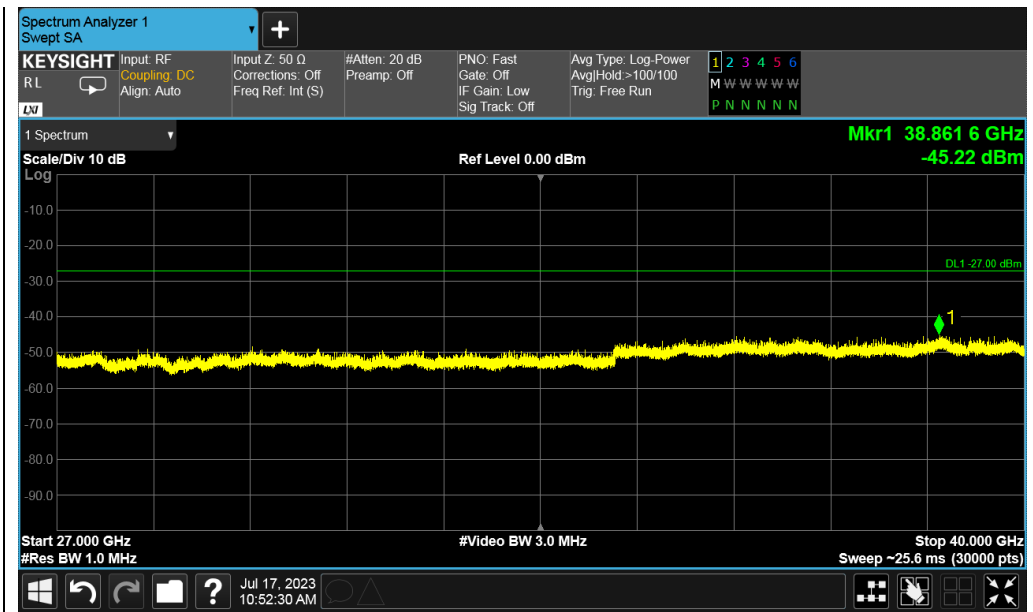 Spectrum Analyzer 1
Swept SA
+
KEYSIGHT
RL
LXI
Input: RF
Coupling: DC
Align: Auto
Input Z: 50 Ω
Corrections: Off
Freq Ref: Int (S)
#Atten: 20 dB
Preamp: Off
PNO: Fast
Gate: Off
IF Gain: Low
Sig Track: Off
Avg Type: Log-Power
Avg|Hold:>100/100
Trig: Free Run
1 2 3 4 5 6
M W W W W W
P N N N N N
1 Spectrum
Mkr1 38.861 6 GHz
Scale/Div 10 dB
Ref Level 0.00 dBm
-45.22 dBm
Log
-10.0
-20.0
DL1 -27.00 dBm
-30.0
-40.0
1
-50.0
-60.0
-70.0
-80.0
-90.0
Start 27.000 GHz
#Video BW 3.0 MHz
Stop 40.000 GHz
#Res BW 1.0 MHz
Sweep ~25.6 ms (30000 pts)
?
Jul 17, 2023
10:52:30 AM